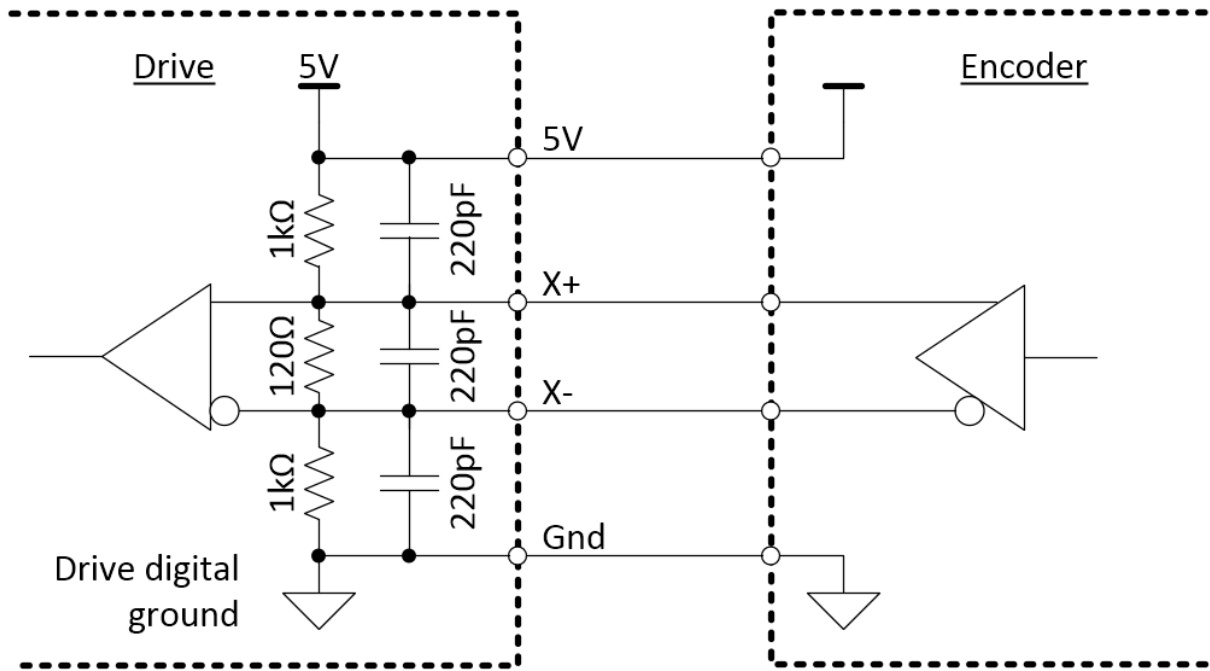 Drive
5V
Encoder
5V
1kΩ
220pF
X+
120Ω
220pF
X-
1kΩ
220pF
Gnd
Drive digital
ground